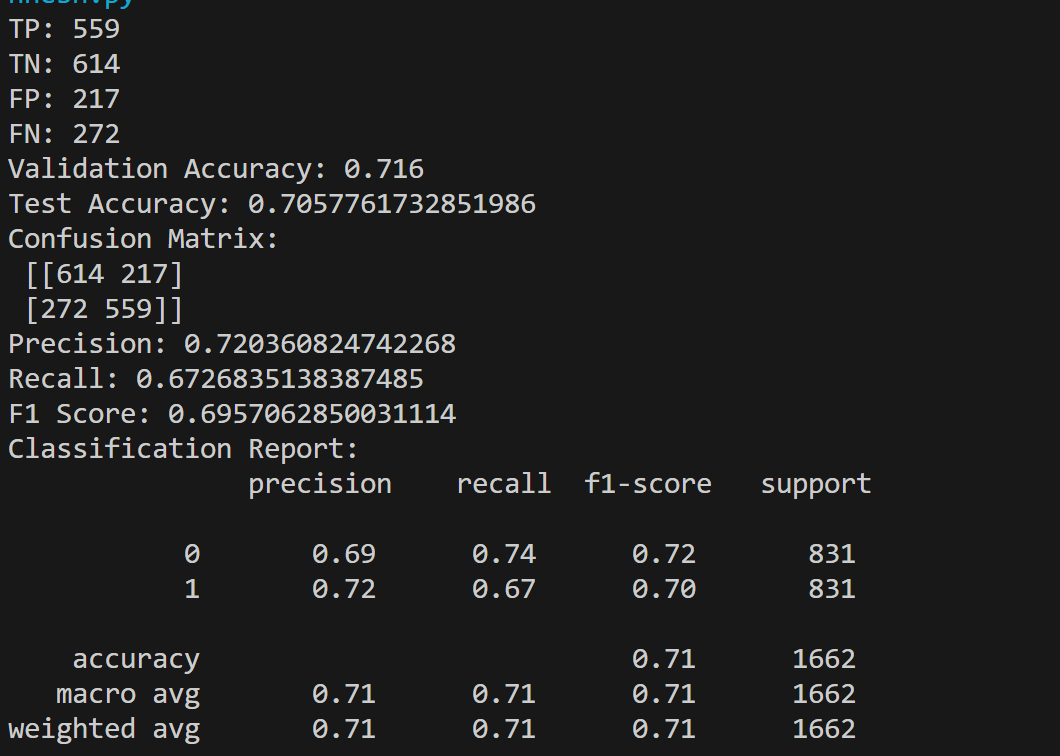 TP: 559
TN: 614
FP: 217
FN: 272
Validation Accuracy: 0.716
Test Accuracy: 0.7057761732851986
Confusion Matrix:
[[614 217]
[272 559]]
Precision: 0.720360824742268
Recall: 0.6726835138387485
F1 Score: 0.6957062850031114
Classification Report:
precision recall f1-score support
0 0.69 0.74 0.72 831
1 0.72 0.67 0.70 831
accuracy 0.71 1662
macro avg 0.71 0.71 0.71 1662
weighted avg 0.71 0.71 0.71 1662